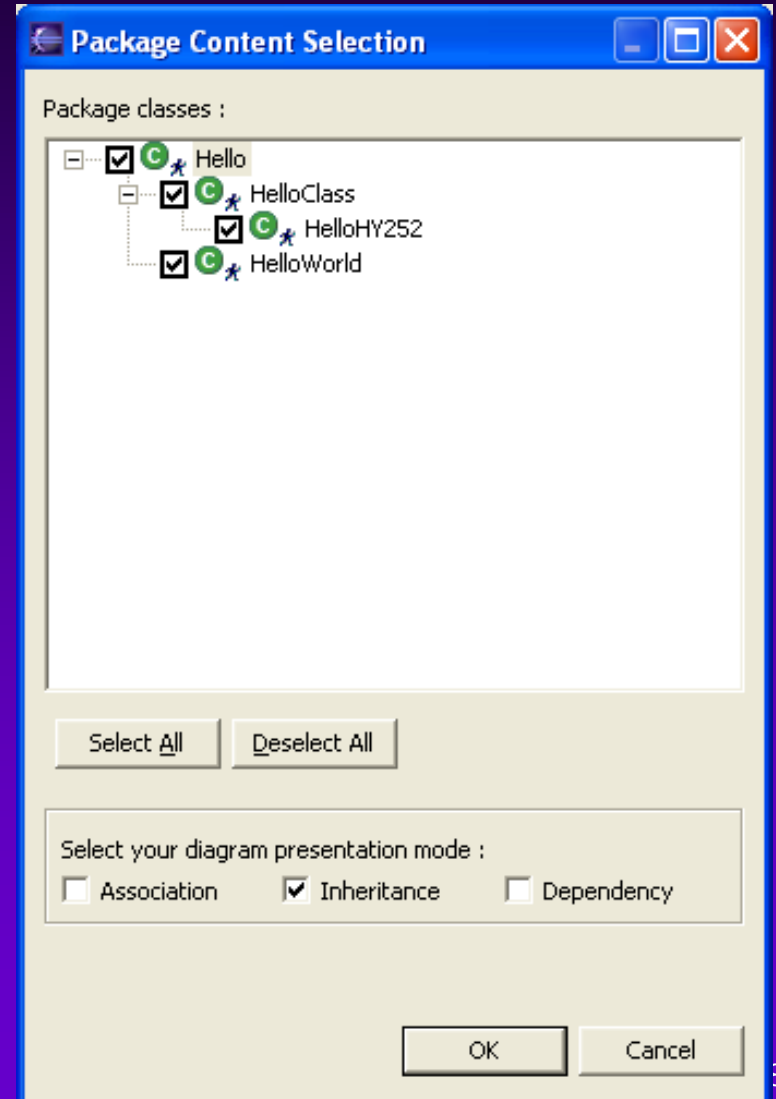 Package Content Selection
Package classes :
Hello
HelloClass
HelloHY252
HelloWorld
Select All Deselect All
Select your diagram presentation mode :
Association Inheritance Dependency
OK Cancel